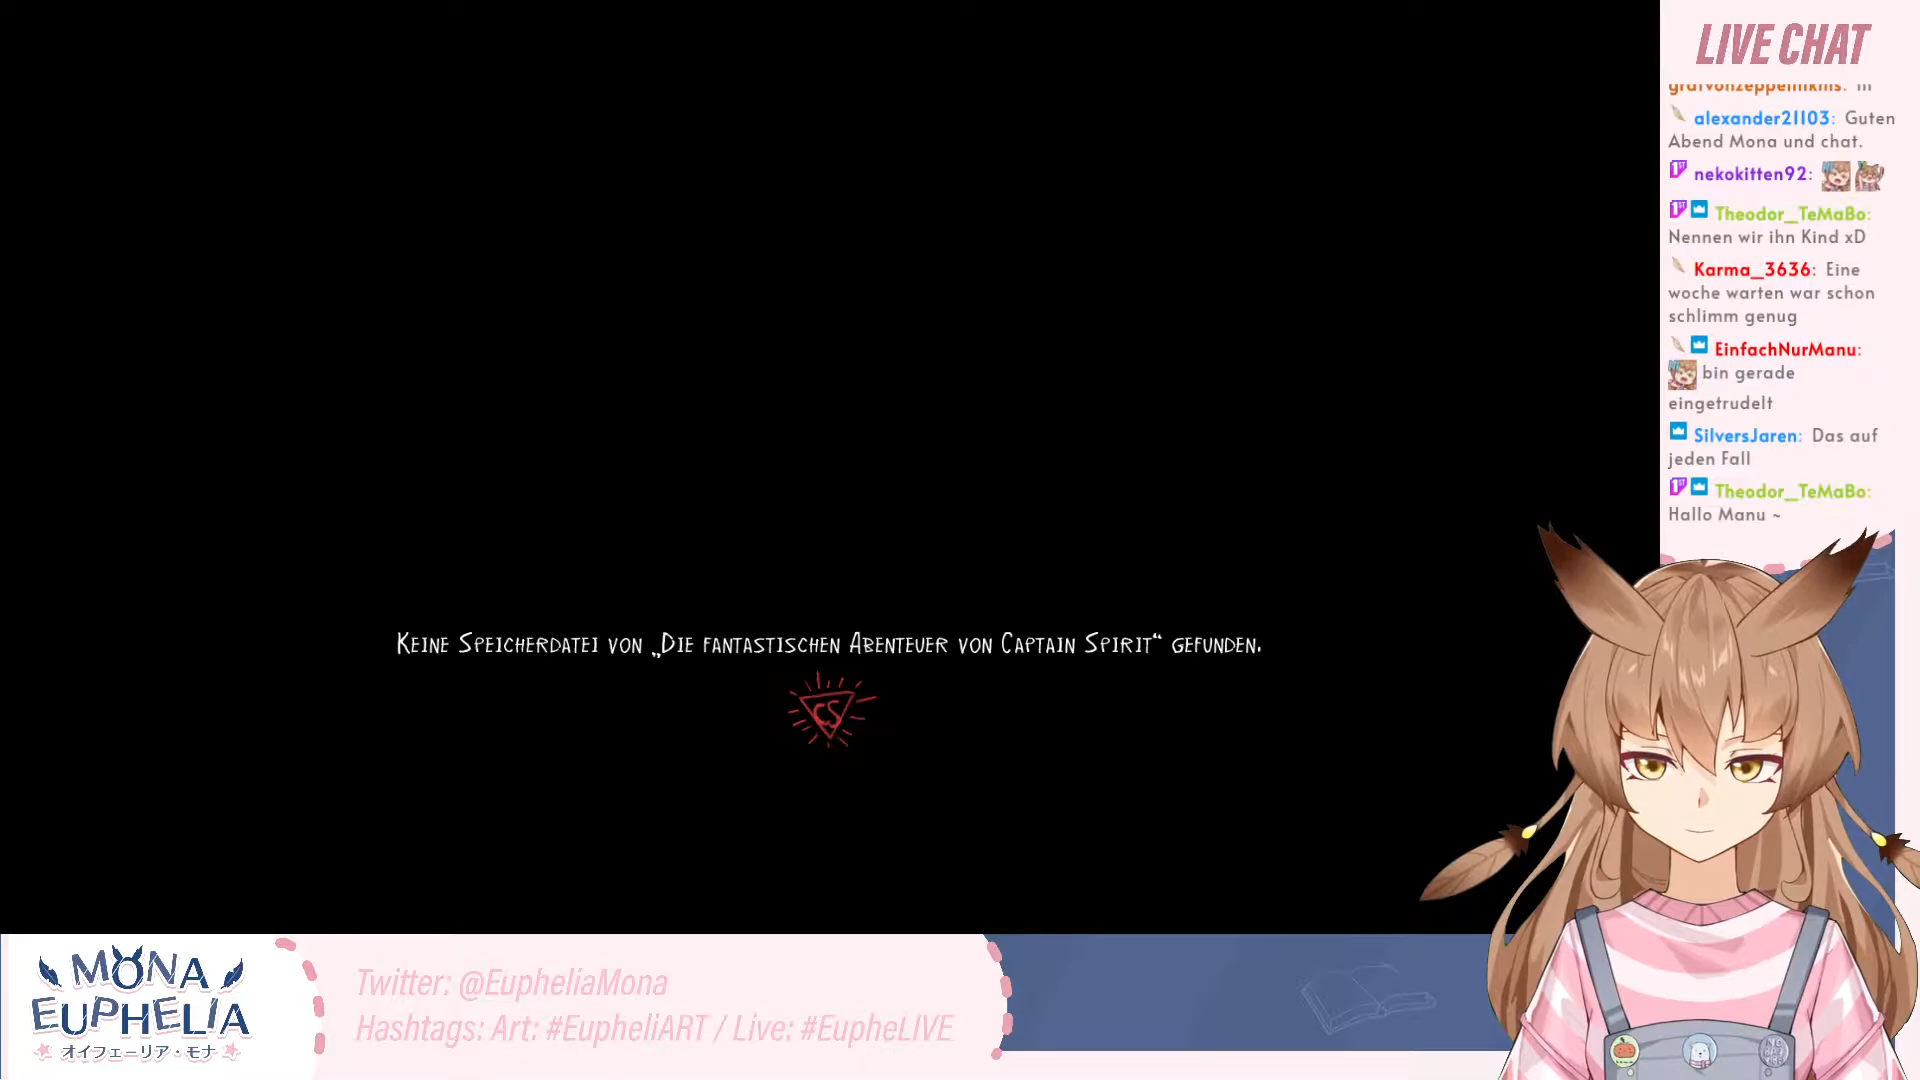 LIVE CHAT
alexander21103: Guten
Abend Mona und chat.
nekokitten92:
Theodor_TeMaBo:
Nennen wir ihn Kind xD
Karma_3636: Eine
woche warten war schon
schlimm genug
EinfachNurManu:
bin gerade
eingetrudelt
SilversJaren: Das auf
jeden Fall
Theodor_TeMaBo:
Hallo Manu ~
Keine Speicherdatei von „Die fantastischen Abenteuer von Captain Spirit“ gefunden.
CS
MONA
EUPHELIA
オイフェーリア・モナ
Twitter: @EupheliaMona
Hashtags: Art: #EupheliART / Live: #EupheLIVE